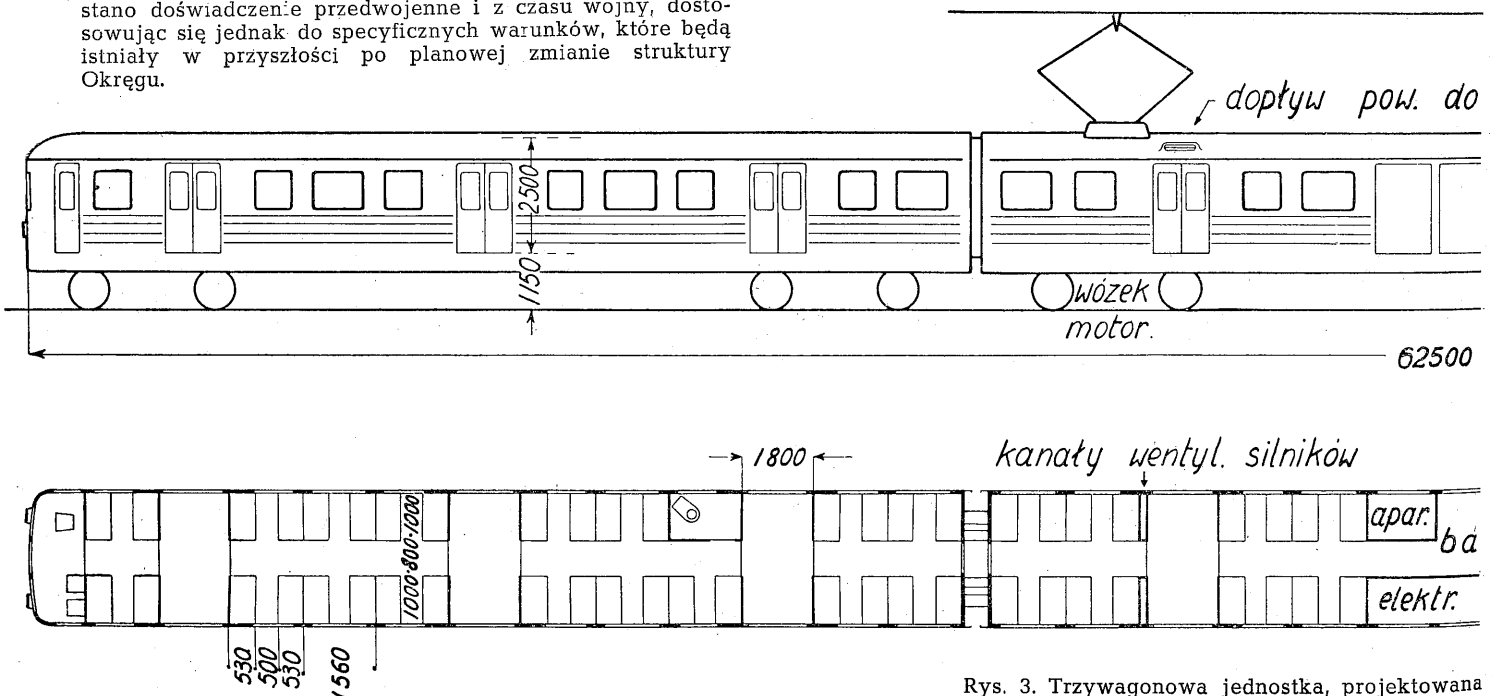 stano doświadczenie przedwojenne i z czasu wojny, dosto-
sowując się jednak do specyficznych warunków, które będą
istniały w przyszłości po planowej zmianie struktury
Okręgu.
dopływ pow. do
2500
1150
wózek
motor.
62500
1800
kanały wentyl. silników
1000·800·1000
apar.
ba
elektr.
530
500
530
1560
Rys. 3. Trzywagonowa jednostka, projektowana